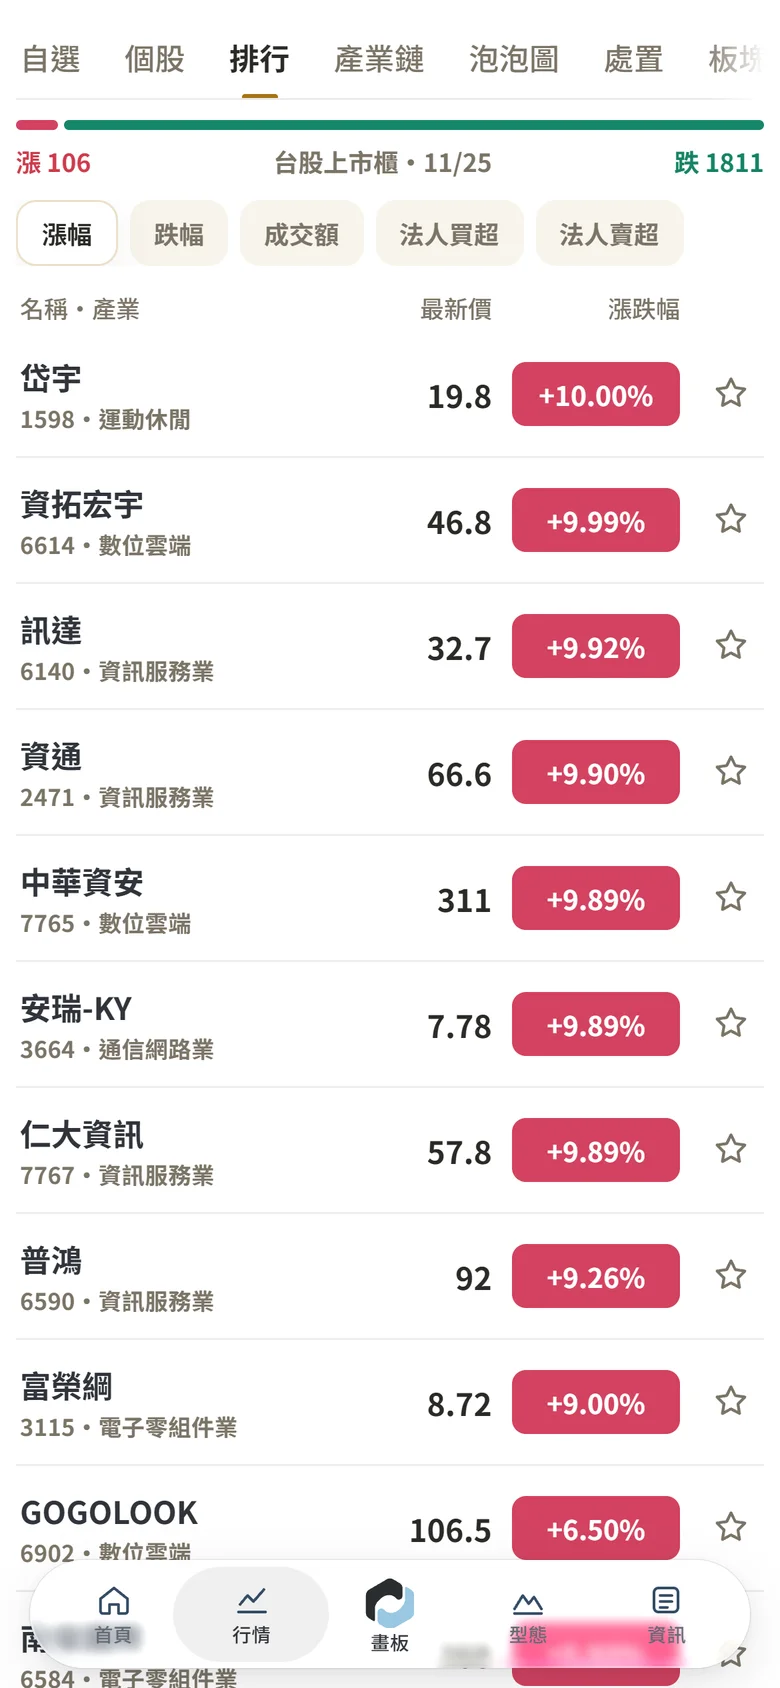 自選 個股 排行 產業鏈 泡泡圖 處置 板塊
漲 106 台股上市櫃・11/25 跌 1811
漲幅 跌幅 成交額 法人買超 法人賣超
名稱・產業 最新價 漲跌幅
岱宇 19.8 +10.00%
1598・運動休閒
資拓宏宇 46.8 +9.99%
6614・數位雲端
訊達 32.7 +9.92%
6140・資訊服務業
資通 66.6 +9.90%
2471・資訊服務業
中華資安 311 +9.89%
7765・數位雲端
安瑞-KY 7.78 +9.89%
3664・通信網路業
仁大資訊 57.8 +9.89%
7767・資訊服務業
普鴻 92 +9.26%
6590・資訊服務業
富榮綱 8.72 +9.00%
3115・電子零組件業
GOGOLOOK 106.5 +6.50%
6902・數位雲端
首頁 行情 畫板 型態 資訊
南
6584・電子零組件業